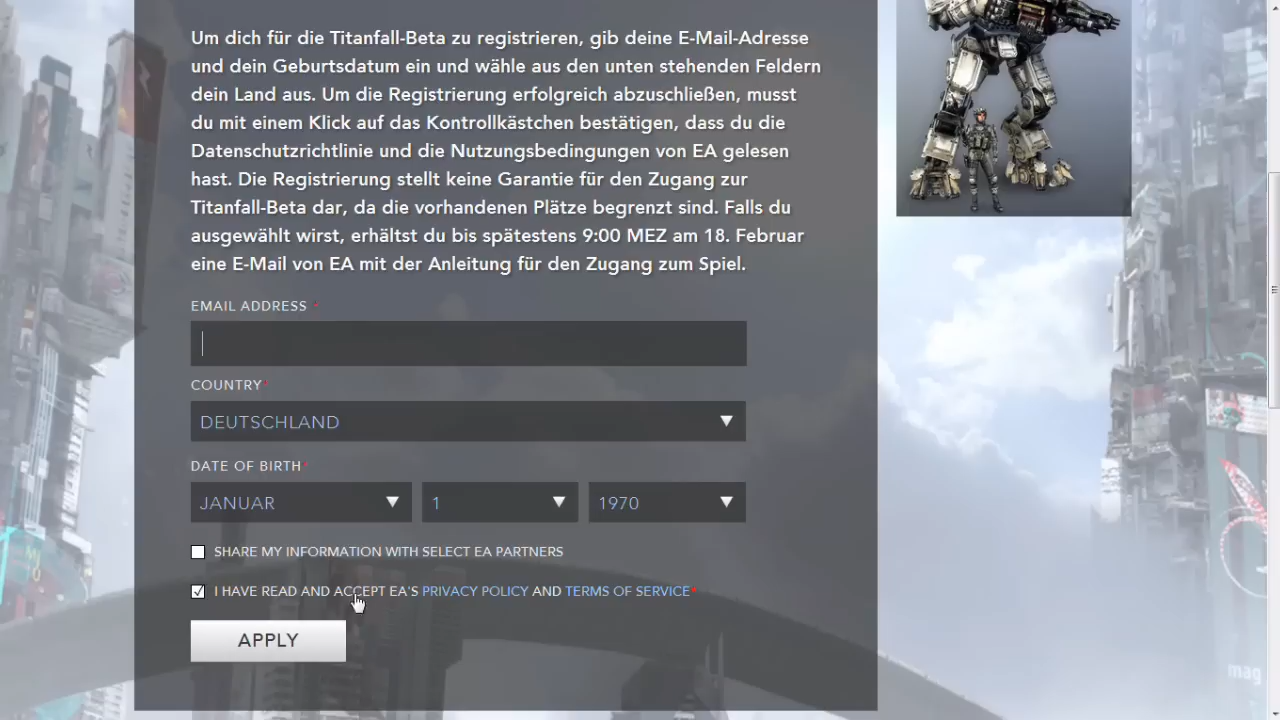 Um dich für die Titanfall-Beta zu registrieren, gib deine E-Mail-Adresse
und dein Geburtsdatum ein und wähle aus den unten stehenden Feldern
dein Land aus. Um die Registrierung erfolgreich abzuschließen, musst
du mit einem Klick auf das Kontrollkästchen bestätigen, dass du die
Datenschutzrichtlinie und die Nutzungsbedingungen von EA gelesen
hast. Die Registrierung stellt keine Garantie für den Zugang zur
Titanfall-Beta dar, da die vorhandenen Plätze begrenzt sind. Falls du
ausgewählt wirst, erhältst du bis spätestens 9:00 MEZ am 18. Februar
eine E-Mail von EA mit der Anleitung für den Zugang zum Spiel.
EMAIL ADDRESS *
COUNTRY*
DEUTSCHLAND
DATE OF BIRTH*
JANUAR 1 1970
SHARE MY INFORMATION WITH SELECT EA PARTNERS
I HAVE READ AND ACCEPT EA'S PRIVACY POLICY AND TERMS OF SERVICE*
APPLY
mag